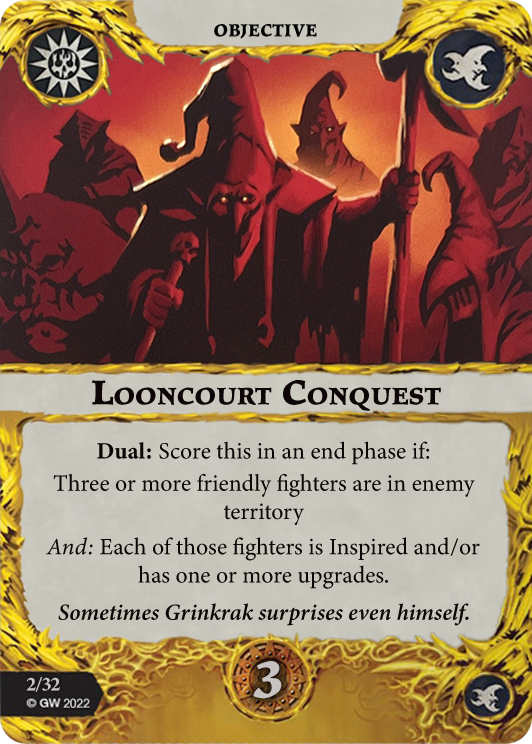 OBJECTIVE
Looncourt Conquest
Dual: Score this in an end phase if:
Three or more friendly fighters are in enemy
territory
And: Each of those fighters is Inspired and/or
has one or more upgrades.
Sometimes Grinkrak surprises even himself.
3
2/32
© GW 2022